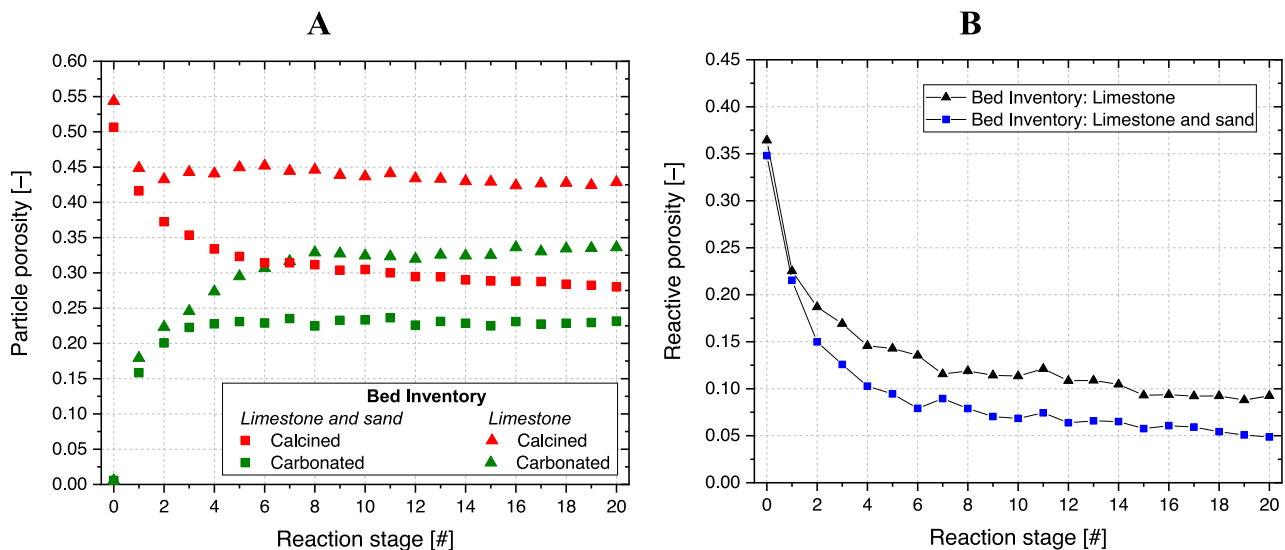 A
B
Particle porosity [−]
0.60
0.55
0.50
0.45
0.40
0.35
0.30
0.25
0.20
0.15
0.10
0.05
0.00
Bed Inventory
Limestone and sand Limestone
Calcined Calcined
Carbonated Carbonated
0 2 4 6 8 10 12 14 16 18 20
Reaction stage [#]
Reactive porosity [−]
0.45
0.40
0.35
0.30
0.25
0.20
0.15
0.10
0.05
0.00
Bed Inventory: Limestone
Bed Inventory: Limestone and sand
0 2 4 6 8 10 12 14 16 18 20
Reaction stage [#]